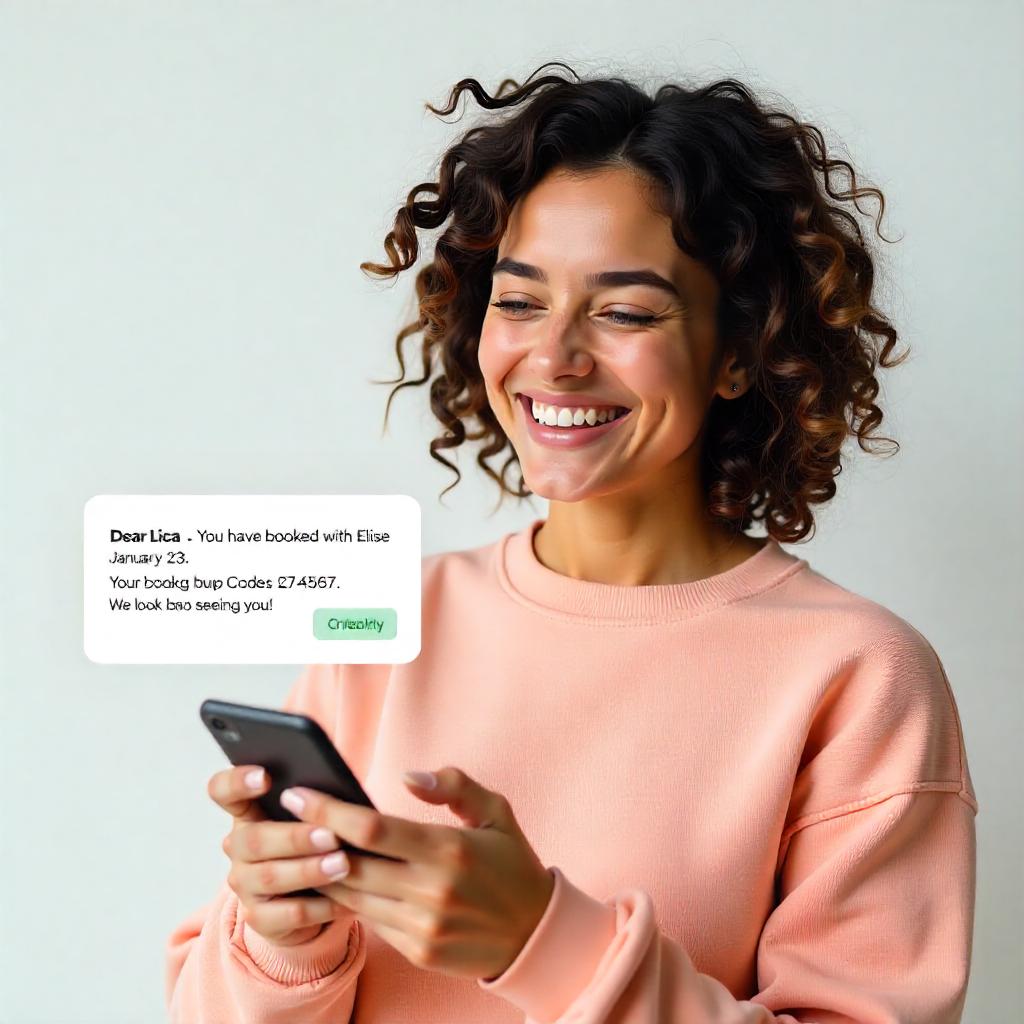 Dear Lica . You have booked with Elise
January 23.
Your bookg bup Codes 274567.
We look bao seeing you!